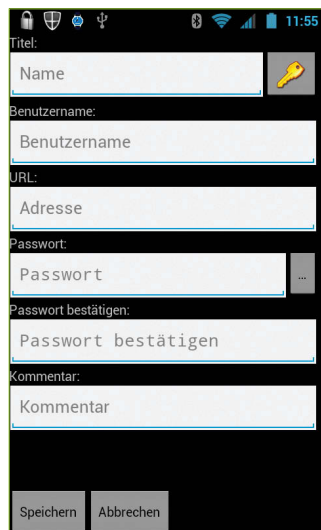 11:55
Titel:
Name
Benutzername:
Benutzername
URL:
Adresse
Passwort:
Passwort
...
Passwort bestätigen:
Passwort bestätigen
Kommentar:
Kommentar
Speichern Abbrechen